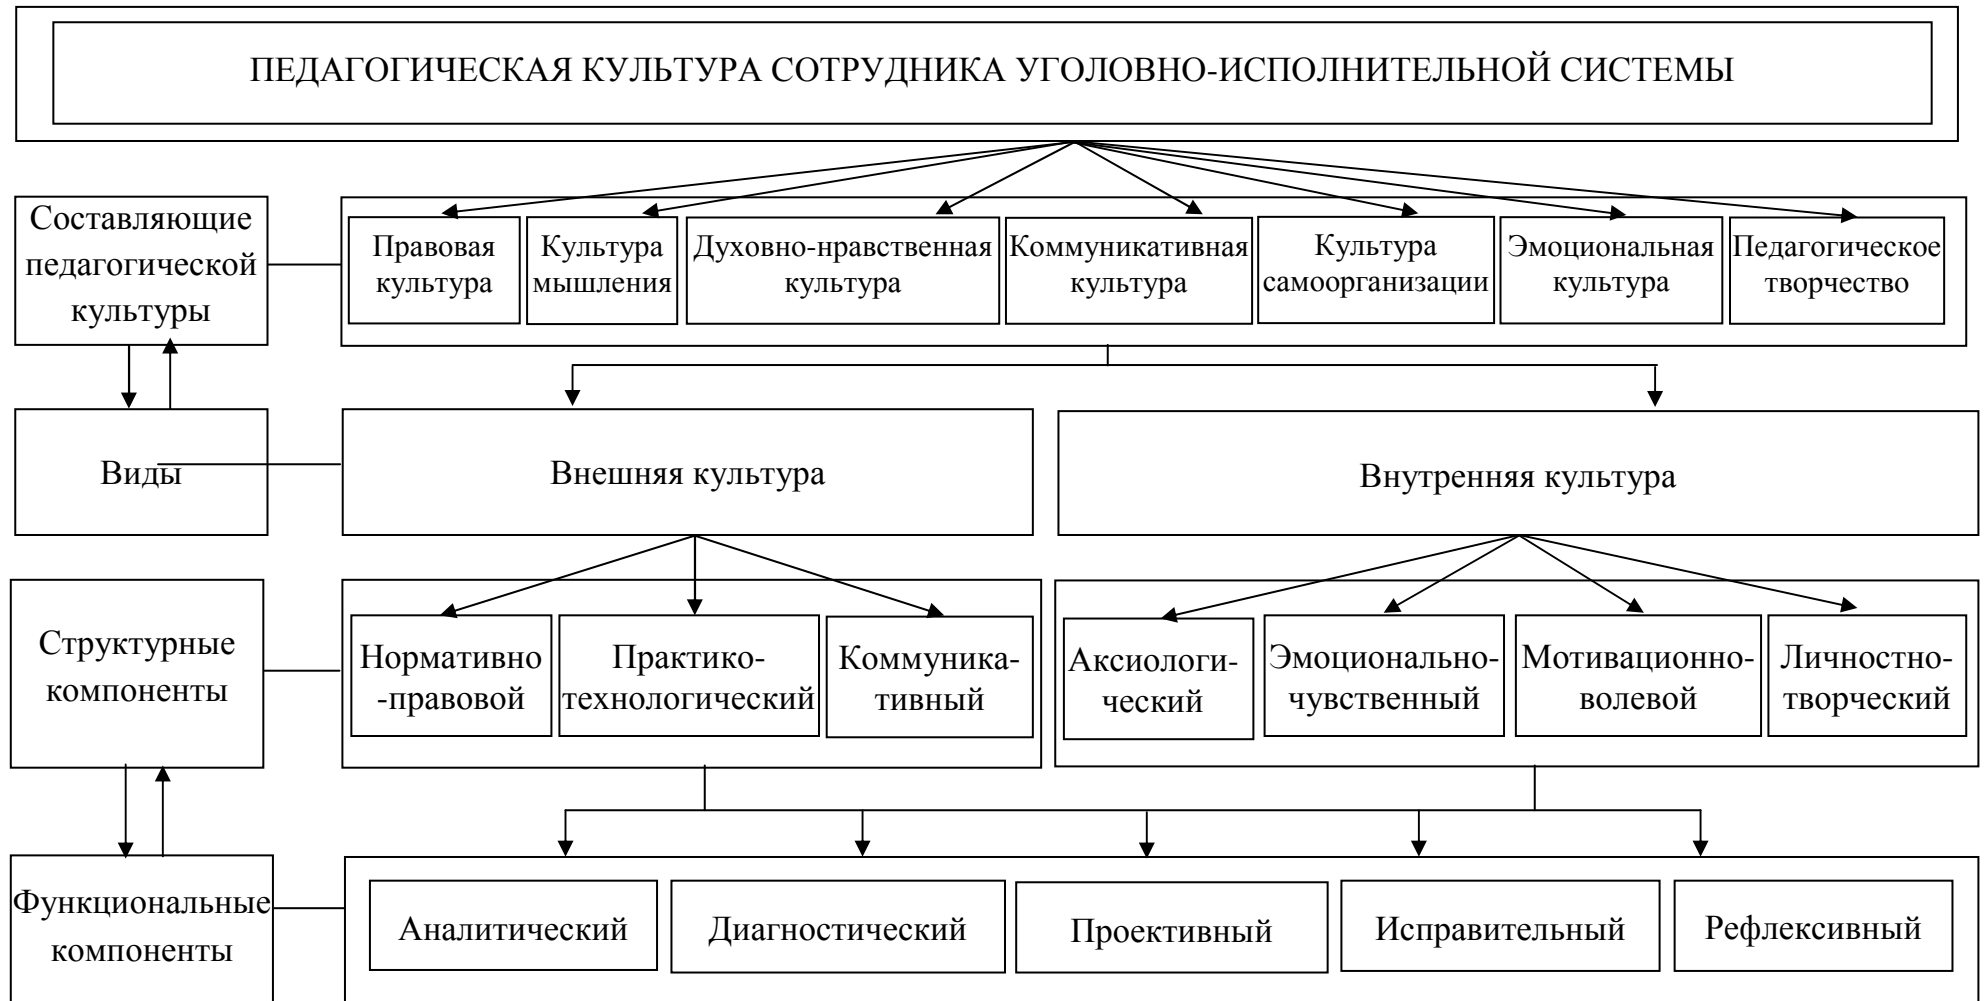 ПЕДАГОГИЧЕСКАЯ КУЛЬТУРА СОТРУДНИКА УГОЛОВНО-ИСПОЛНИТЕЛЬНОЙ СИСТЕМЫ
Составляющие
педагогической
культуры
Правовая
культура
Культура
мышления
Духовно-нравственная
культура
Коммуникативная
культура
Культура
самоорганизации
Эмоциональная
культура
Педагогическое
творчество
Виды
Внешняя культура
Внутренняя культура
Структурные
компоненты
Нормативно
-правовой
Практико-
технологический
Коммуника-
тивный
Аксиологи-
ческий
Эмоционально-
чувственный
Мотивационно-
волевой
Личностно-
творческий
Функциональные
компоненты
Аналитический
Диагностический
Проективный
Исправительный
Рефлексивный